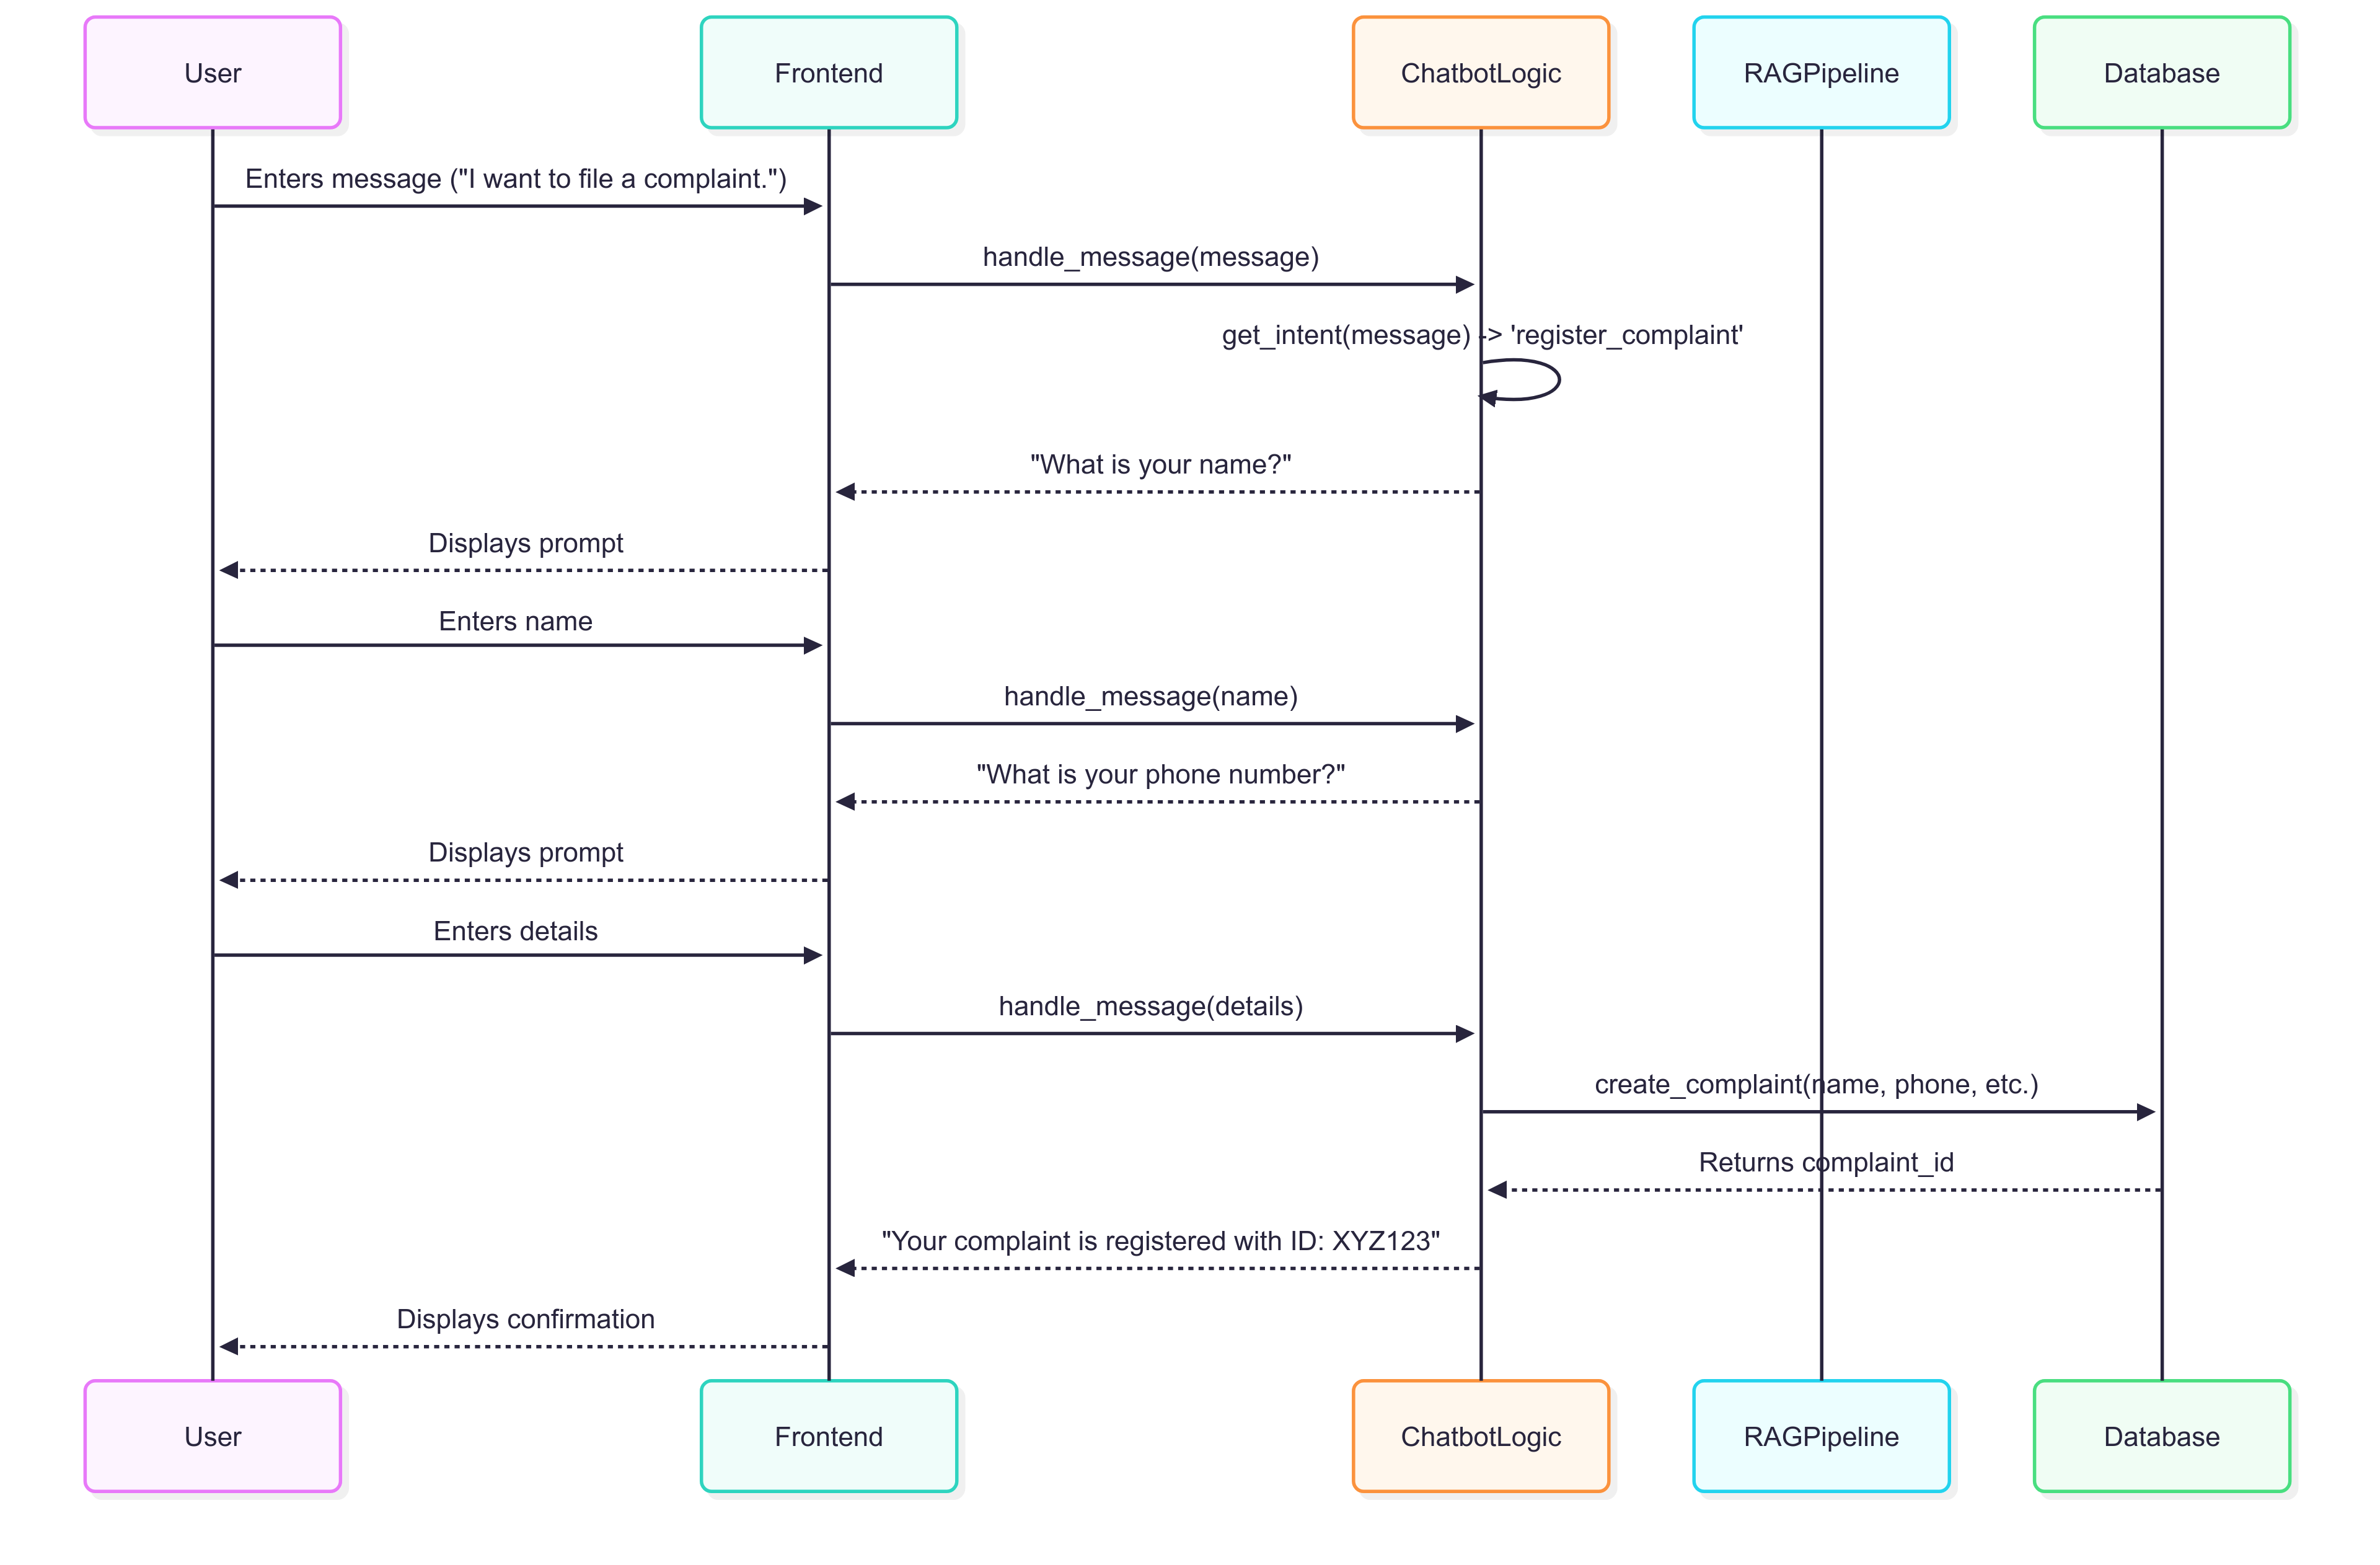 User
Frontend
ChatbotLogic
RAGPipeline
Database
Enters message ("I want to file a complaint.")
handle_message(message)
get_intent(message) -> 'register_complaint'
"What is your name?"
Displays prompt
Enters name
handle_message(name)
"What is your phone number?"
Displays prompt
Enters details
handle_message(details)
create_complaint(name, phone, etc.)
Returns complaint_id
"Your complaint is registered with ID: XYZ123"
Displays confirmation
User
Frontend
ChatbotLogic
RAGPipeline
Database